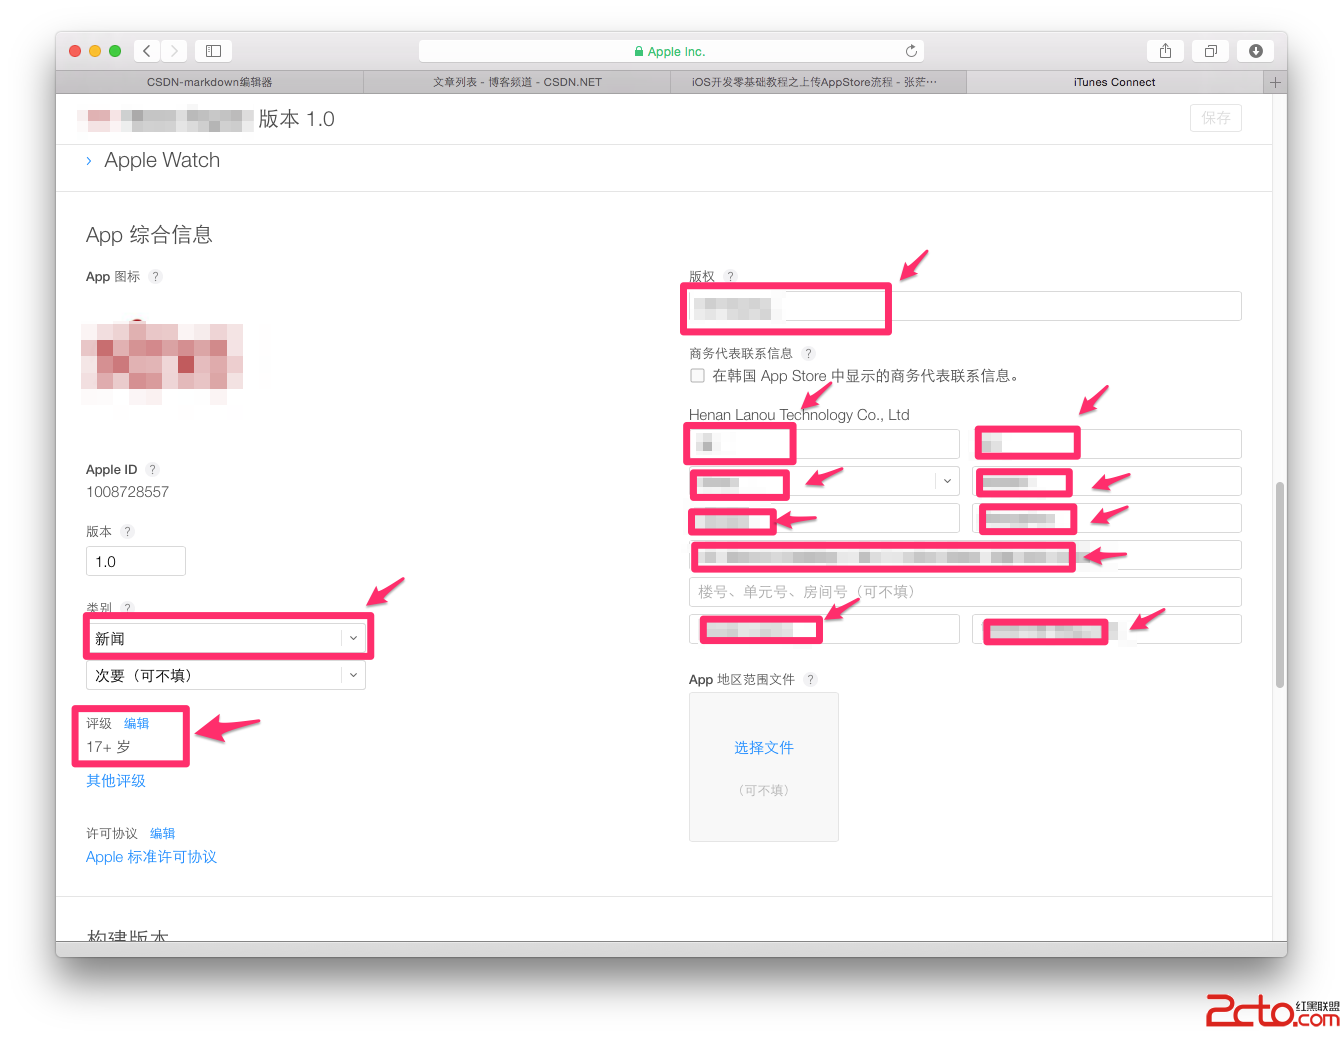 Apple Inc.
CSDN-markdown编辑器
文章列表 - 博客频道 - CSDN.NET
iOS开发零基础教程之上传AppStore流程 - 张茫…
iTunes Connect
版本 1.0
保存
Apple Watch
App 综合信息
App 图标 ?
版权 ?
商务代表联系信息 ?
在韩国 App Store 中显示的商务代表联系信息。
Henan Lanou Technology Co., Ltd
Apple ID ?
1008728557
版本 ?
1.0
类别 ?
新闻
次要（可不填）
楼号、单元号、房间号（可不填）
评级 编辑
17+ 岁
其他评级
App 地区范围文件 ?
选择文件
（可不填）
许可协议 编辑
Apple 标准许可协议
构建版本
2cto.com
红黑联盟